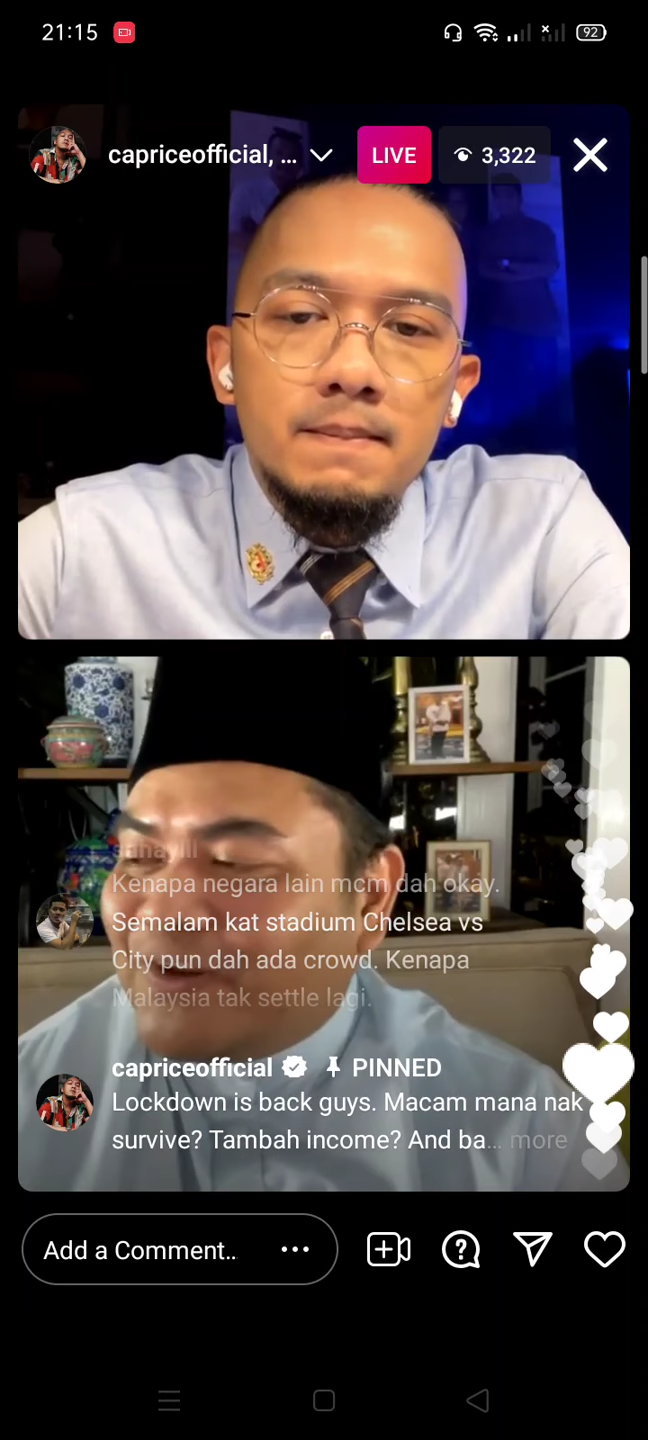 21:15
92
capriceofficial, ...
LIVE
3,322
sahayili
Kenapa negara lain mcm dah okay.
Semalam kat stadium Chelsea vs
City pun dah ada crowd. Kenapa
Malaysia tak settle lagi.
capriceofficial PINNED
Lockdown is back guys. Macam mana nak
survive? Tambah income? And ba... more
Add a Comment..